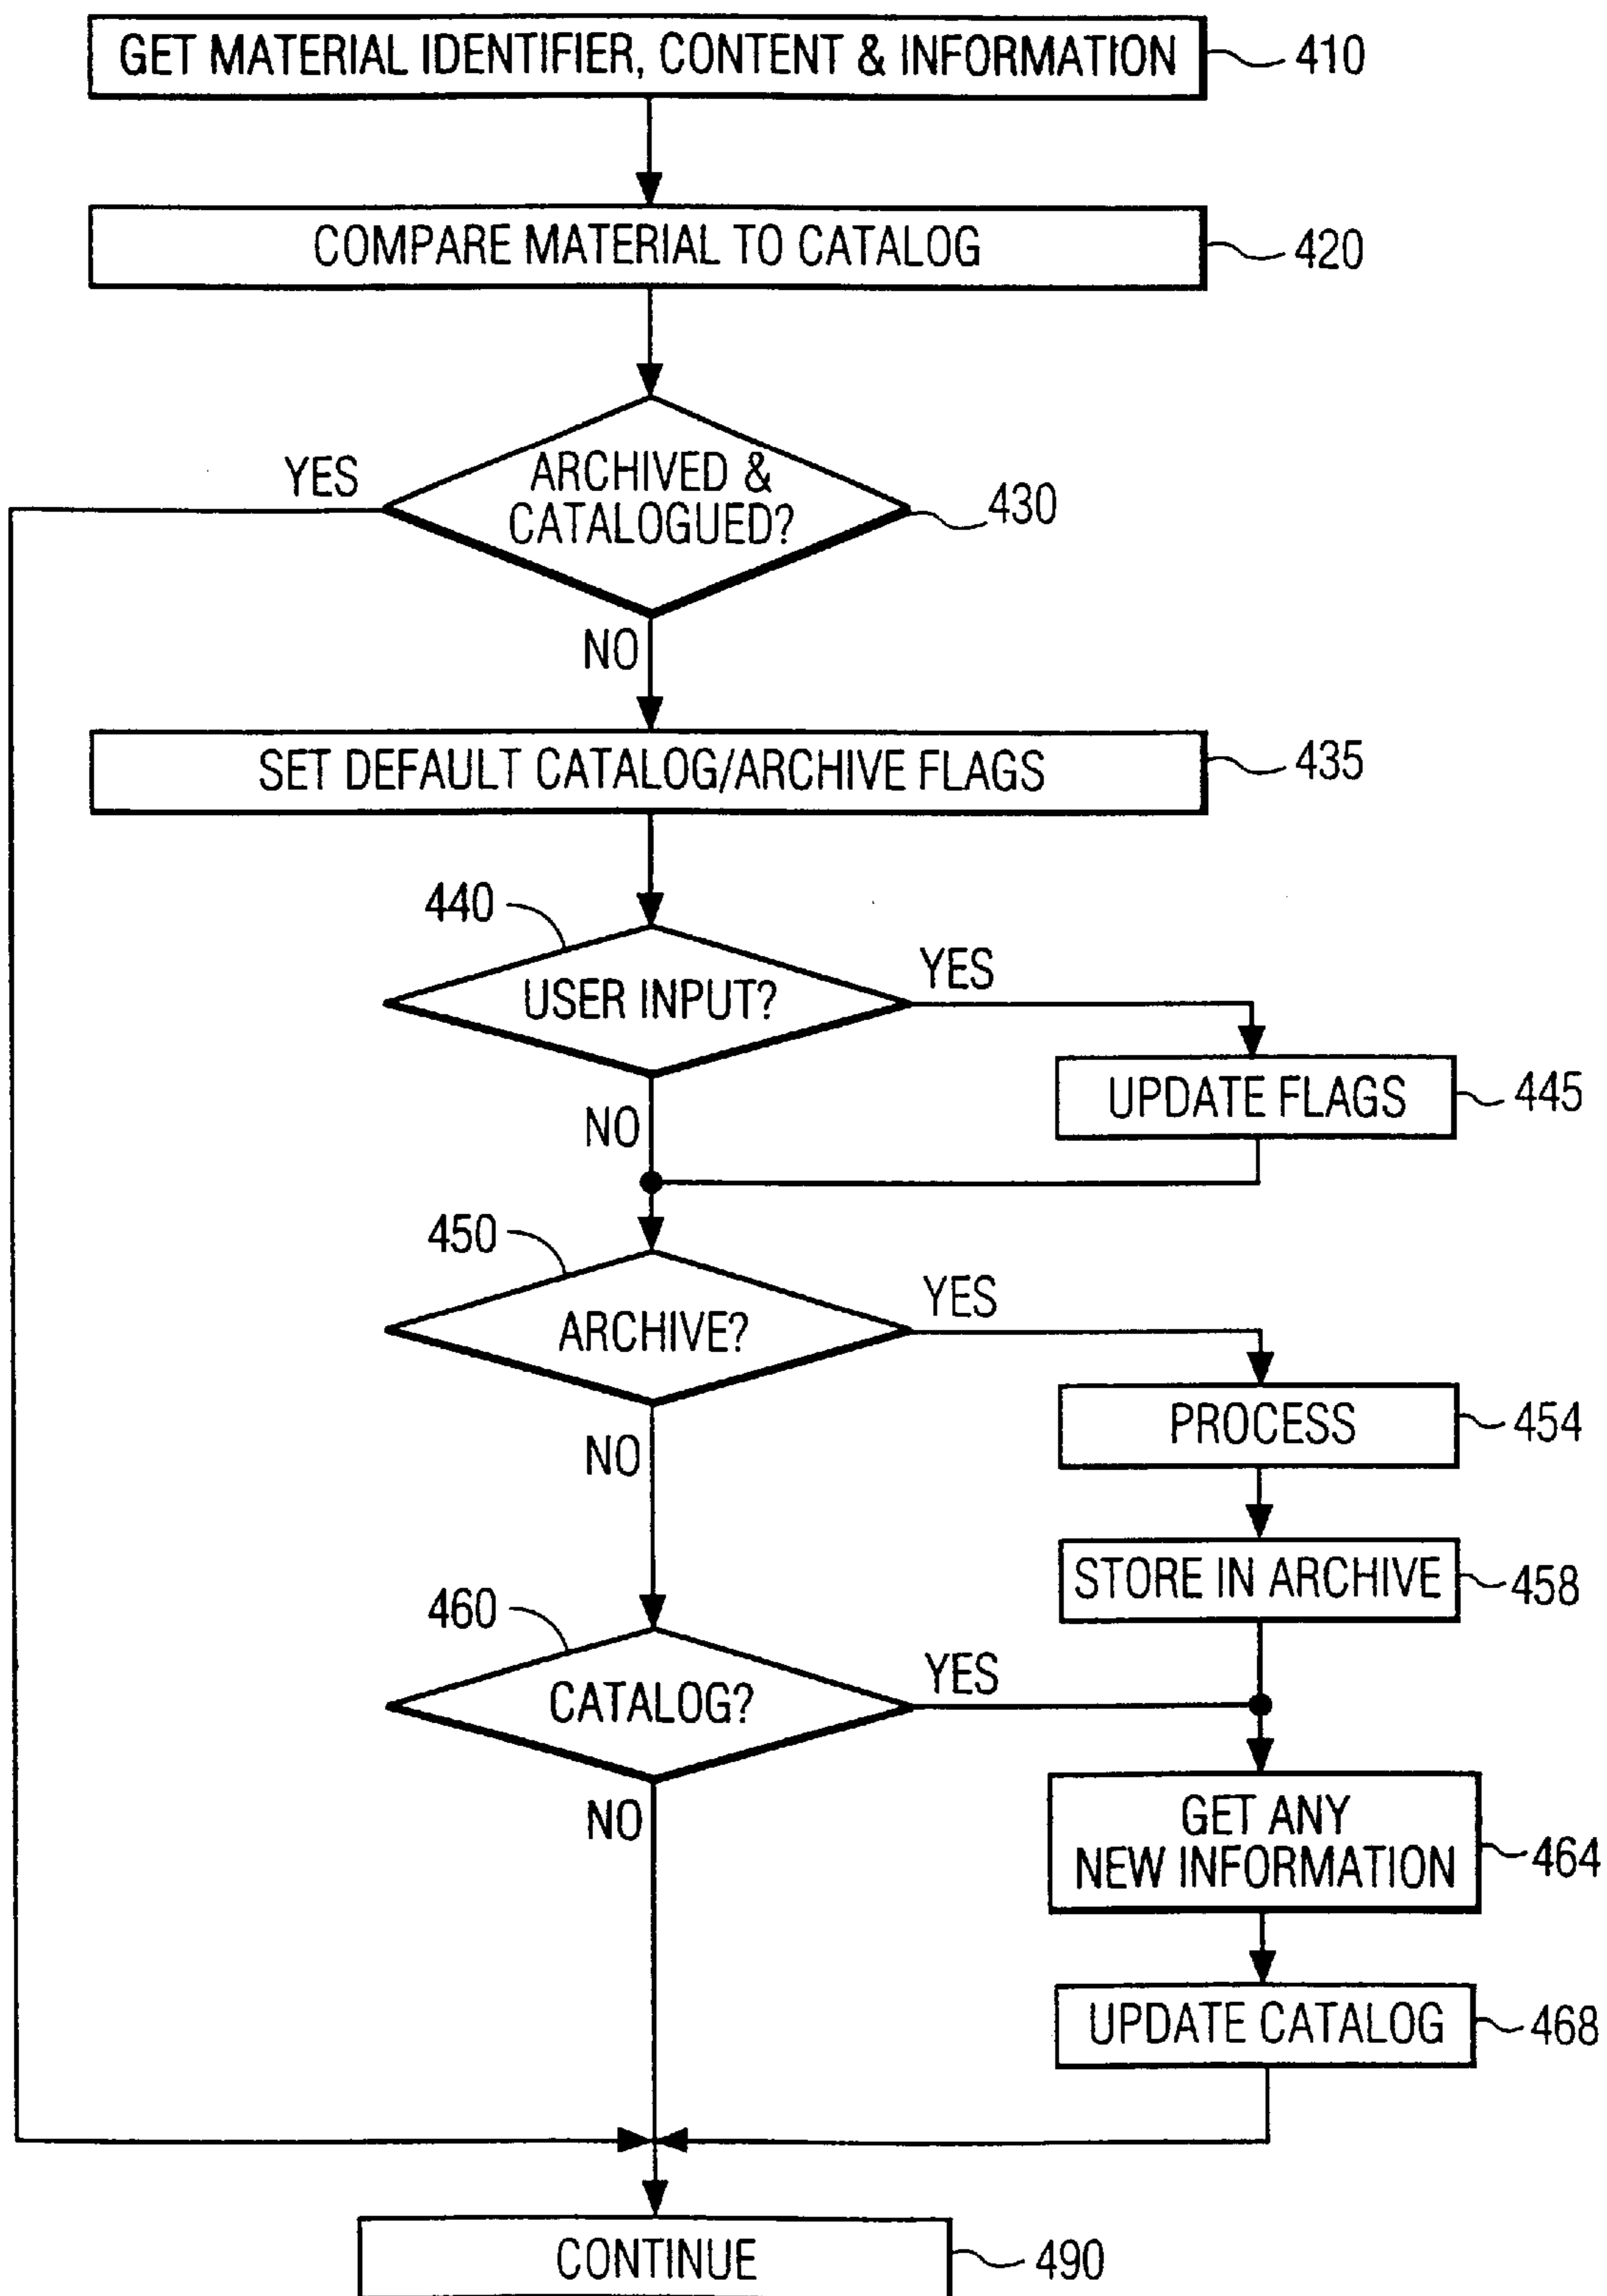 GET MATERIAL IDENTIFIER, CONTENT & INFORMATION
410
COMPARE MATERIAL TO CATALOG
420
YES
ARCHIVED &
CATALOGUED?
430
NO
SET DEFAULT CATALOG/ARCHIVE FLAGS
435
440
USER INPUT?
YES
UPDATE FLAGS
445
NO
450
ARCHIVE?
YES
PROCESS
454
NO
STORE IN ARCHIVE
458
460
CATALOG?
YES
NO
GET ANY
NEW INFORMATION
464
UPDATE CATALOG
468
CONTINUE
490